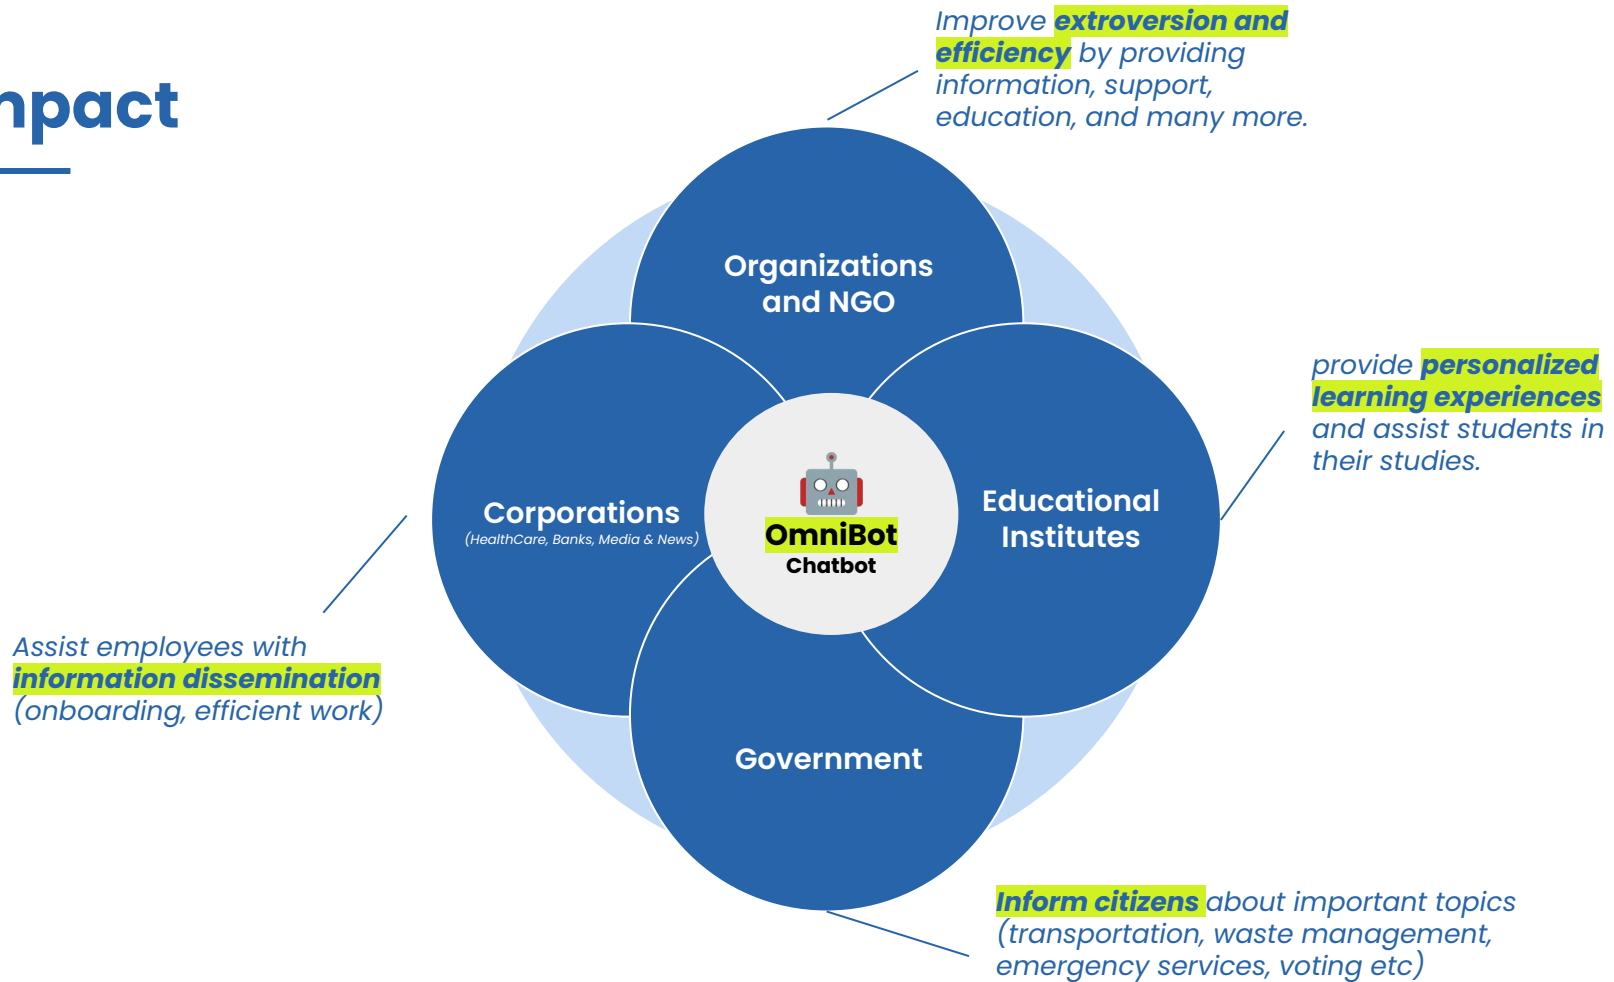 mpact
Improve extroversion and
efficiency by providing
information, support,
education, and many more.
Organizations
and NGO
provide personalized
learning experiences
and assist students in
their studies.
Educational
Institutes
Corporations
(HealthCare, Banks, Media & News)
OmniBot
Chatbot
Assist employees with
information dissemination
(onboarding, efficient work)
Government
Inform citizens about important topics
(transportation, waste management,
emergency services, voting etc)